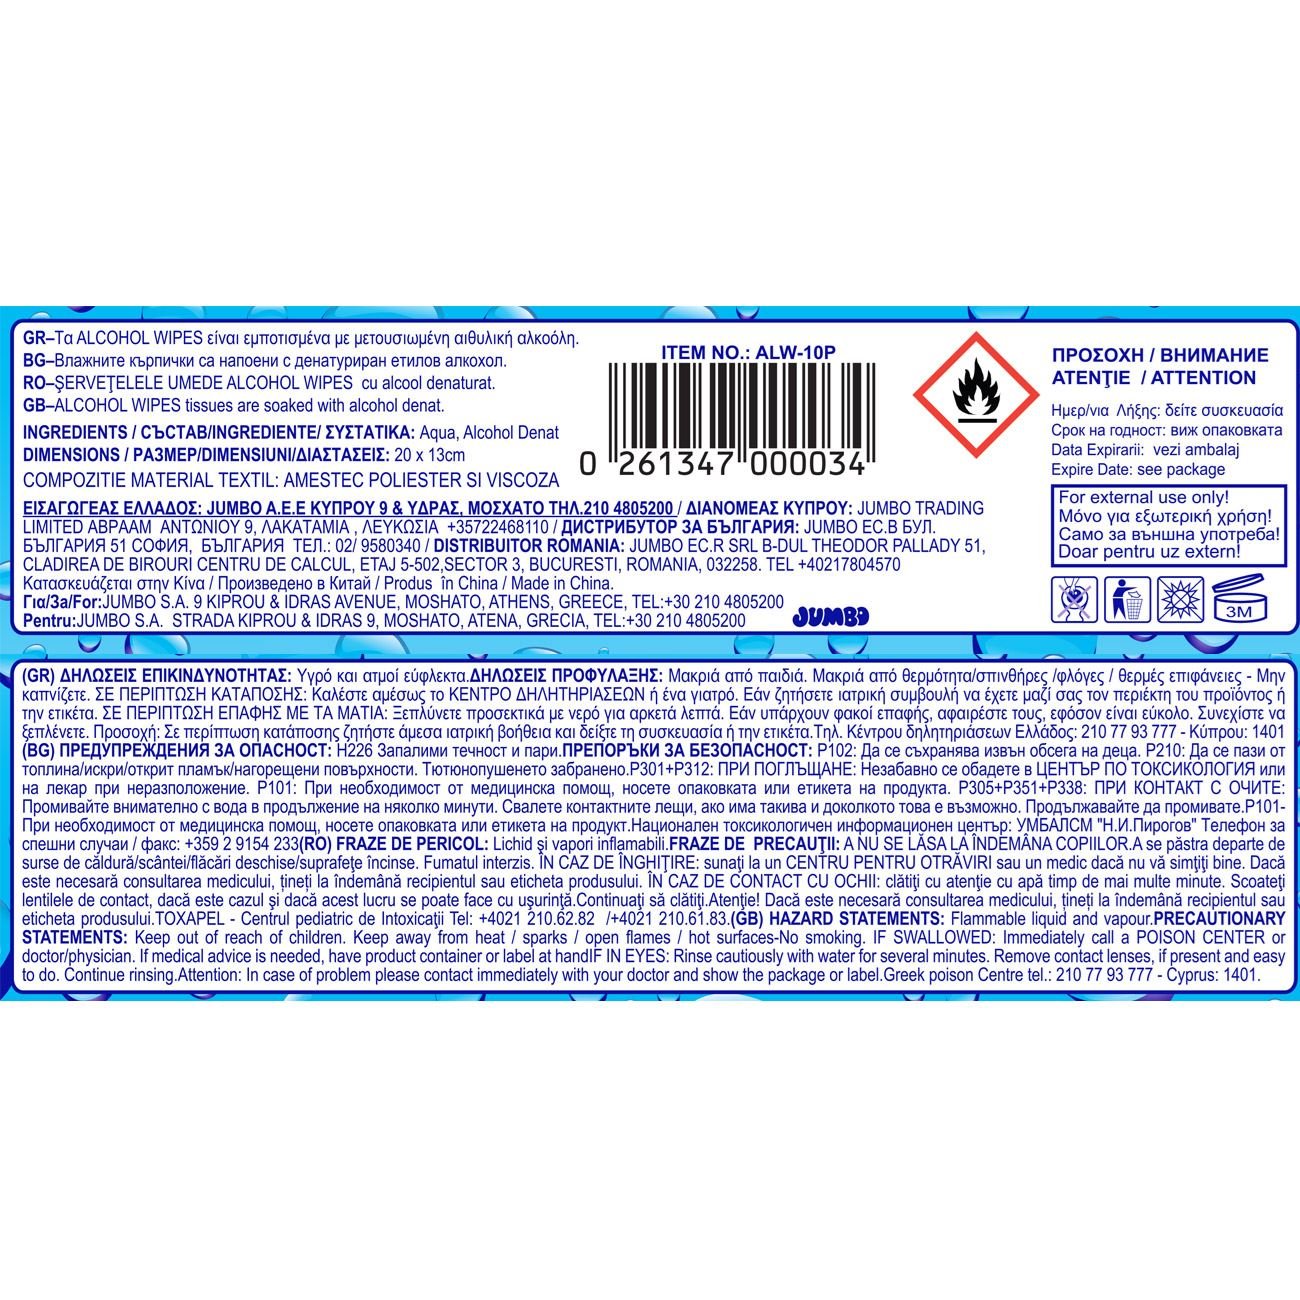 GR–Τα ALCOHOL WIPES είναι εμποτισμένα με μετουσιωμένη αιθυλική αλκοόλη.
BG–Влажните кърпички са напоени с денатуриран етилов алкохол.
RO–ŞERVEŢELELE UMEDE ALCOHOL WIPES cu alcool denaturat.
GB–ALCOHOL WIPES tissues are soaked with alcohol denat.
INGREDIENTS / СЪСТАВ/INGREDIENTE/ ΣΥΣΤΑΤΙΚΑ: Aqua, Alcohol Denat
DIMENSIONS / РАЗМЕР/DIMENSIUNI/ΔΙΑΣΤΑΣΕΙΣ: 20 x 13cm
COMPOZITIE MATERIAL TEXTIL: AMESTEC POLIESTER SI VISCOZA
ITEM NO.: ALW-10P
0 261347 000034
ΠΡΟΣΟΧΗ / ВНИМАНИЕ
ATENŢIE / ATTENTION
Ημερ/νια Λήξης: δείτε συσκευασία
Срок на годност: виж опаковката
Data Expirarii: vezi ambalaj
Expire Date: see package
For external use only!
Μόνο για εξωτερική χρήση!
Само за външна употреба!
Doar pentru uz extern!
3M
ΕΙΣΑΓΩΓΕΑΣ ΕΛΛΑΔΟΣ: JUMBO A.E.E ΚΥΠΡΟΥ 9 & ΥΔΡΑΣ, ΜΟΣΧΑΤΟ ΤΗΛ.210 4805200 / ΔΙΑΝΟΜΕΑΣ ΚΥΠΡΟΥ: JUMBO TRADING
LIMITED ΑΒΡΑΑΜ ΑΝΤΩΝΙΟΥ 9, ΛΑΚΑΤΑΜΙΑ , ΛΕΥΚΩΣΙΑ +35722468110 / ДИСТРИБУТОР ЗА БЪЛГАРИЯ: JUMBO EC.B БУЛ.
БЪЛГАРИЯ 51 СОФИЯ, БЪЛГАРИЯ ТЕЛ.: 02/ 9580340 / DISTRIBUITOR ROMANIA: JUMBO EC.R SRL B-DUL THEODOR PALLADY 51,
CLADIREA DE BIROURI CENTRU DE CALCUL, ETAJ 5-502,SECTOR 3, BUCURESTI, ROMANIA, 032258. TEL +40217804570
Κατασκευάζεται στην Κίνα / Произведено в Китай / Produs în China / Made in China.
Για/За/For:JUMBO S.A. 9 KIPROU & IDRAS AVENUE, MOSHATO, ATHENS, GREECE, TEL:+30 210 4805200
Pentru:JUMBO S.A. STRADA KIPROU & IDRAS 9, MOSHATO, ATENA, GRECIA, TEL:+30 210 4805200
JUMBO
(GR) ΔΗΛΩΣΕΙΣ ΕΠΙΚΙΝΔΥΝΟΤΗΤΑΣ: Υγρό και ατμοί εύφλεκτα.ΔΗΛΩΣΕΙΣ ΠΡΟΦΥΛΑΞΗΣ: Μακριά από παιδιά. Μακριά από θερμότητα/σπινθήρες /φλόγες / θερμές επιφάνειες - Μην
καπνίζετε. ΣΕ ΠΕΡΙΠΤΩΣΗ ΚΑΤΑΠΟΣΗΣ: Καλέστε αμέσως το ΚΕΝΤΡΟ ΔΗΛΗΤΗΡΙΑΣΕΩΝ ή ένα γιατρό. Εάν ζητήσετε ιατρική συμβουλή να έχετε μαζί σας τον περιέκτη του προϊόντος ή
την ετικέτα. ΣΕ ΠΕΡΙΠΤΩΣΗ ΕΠΑΦΗΣ ΜΕ ΤΑ ΜΑΤΙΑ: Ξεπλύνετε προσεκτικά με νερό για αρκετά λεπτά. Εάν υπάρχουν φακοί επαφής, αφαιρέστε τους, εφόσον είναι εύκολο. Συνεχίστε να
ξεπλένετε. Προσοχή: Σε περίπτωση κατάποσης ζητήστε άμεσα ιατρική βοήθεια και δείξτε τη συσκευασία ή την ετικέτα.Τηλ. Κέντρου δηλητηριάσεων Ελλάδος: 210 77 93 777 - Κύπρου: 1401
(BG) ПРЕДУПРЕЖДЕНИЯ ЗА ОПАСНОСТ: H226 Запалими течност и пари.ПРЕПОРЪКИ ЗА БЕЗОПАСНОСТ: P102: Да се съхранява извън обсега на деца. P210: Да се пази от
топлина/искри/открит пламък/нагорещени повърхности. Тютюнопушенето забранено.P301+P312: ПРИ ПОГЛЪЩАНЕ: Незабавно се обадете в ЦЕНТЪР ПО ТОКСИКОЛОГИЯ или
на лекар при неразположение. P101: При необходимост от медицинска помощ, носете опаковката или етикета на продукта. P305+P351+P338: ПРИ КОНТАКТ С ОЧИТЕ:
Промивайте внимателно с вода в продължение на няколко минути. Свалете контактните лещи, ако има такива и доколкото това е възможно. Продължавайте да промивате.P101-
При необходимост от медицинска помощ, носете опаковката или етикета на продукт.Национален токсикологичен информационен център: УМБАЛСМ "Н.И.Пирогов" Телефон за
спешни случаи / факс: +359 2 9154 233(RO) FRAZE DE PERICOL: Lichid şi vapori inflamabili.FRAZE DE PRECAUŢII: A NU SE LĂSA LA ÎNDEMÂNA COPIILOR.A se păstra departe de
surse de căldură/scântei/flăcări deschise/suprafeţe încinse. Fumatul interzis. ÎN CAZ DE ÎNGHIŢIRE: sunaţi la un CENTRU PENTRU OTRĂVIRI sau un medic dacă nu vă simţiţi bine. Dacă
este necesară consultarea medicului, țineți la îndemână recipientul sau eticheta produsului. ÎN CAZ DE CONTACT CU OCHII: clătiţi cu atenţie cu apă timp de mai multe minute. Scoateţi
lentilele de contact, dacă este cazul şi dacă acest lucru se poate face cu uşurinţă.Continuaţi să clătiţi.Atenţie! Dacă este necesară consultarea medicului, țineți la îndemână recipientul sau
eticheta produsului.TOXAPEL - Centrul pediatric de Intoxicaţii Tel: +4021 210.62.82 /+4021 210.61.83.(GB) HAZARD STATEMENTS: Flammable liquid and vapour.PRECAUTIONARY
STATEMENTS: Keep out of reach of children. Keep away from heat / sparks / open flames / hot surfaces-No smoking. IF SWALLOWED: Immediately call a POISON CENTER or
doctor/physician. If medical advice is needed, have product container or label at handIF IN EYES: Rinse cautiously with water for several minutes. Remove contact lenses, if present and easy
to do. Continue rinsing.Attention: In case of problem please contact immediately with your doctor and show the package or label.Greek poison Centre tel.: 210 77 93 777 - Cyprus: 1401.